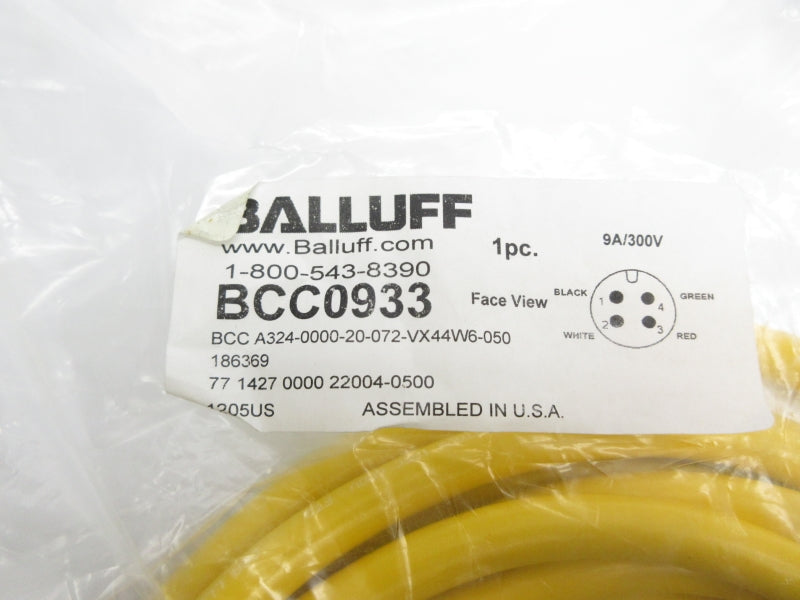 BALLUFF
www.Balluff.com
1-800-543-8390
BCC0933
BCC A324-0000-20-072-VX44W6-050
186369
77 1427 0000 22004-0500
1205US ASSEMBLED IN U.S.A.
1pc.
9A/300V
Face View
BLACK 1 4 GREEN
WHITE 2 3 RED